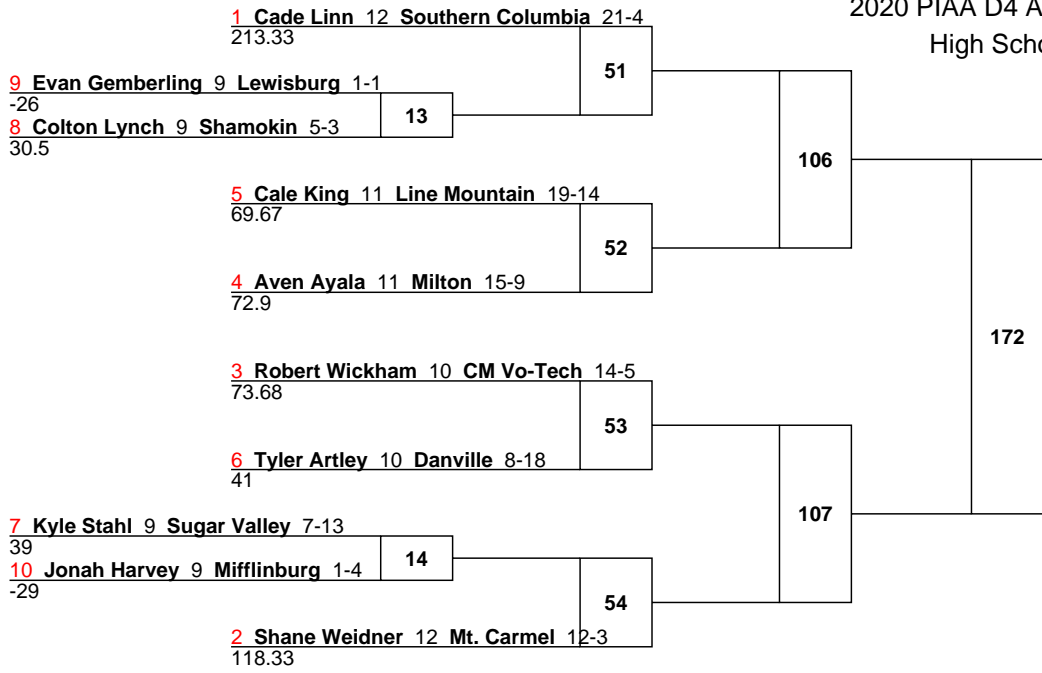 2020 PIAA D4 A
High Scho
1 Cade Linn 12 Southern Columbia 21-4
213.33
51
9 Evan Gemberling 9 Lewisburg 1-1
-26
13
8 Colton Lynch 9 Shamokin 5-3
30.5
106
5 Cale King 11 Line Mountain 19-14
69.67
52
4 Aven Ayala 11 Milton 15-9
72.9
172
3 Robert Wickham 10 CM Vo-Tech 14-5
73.68
53
6 Tyler Artley 10 Danville 8-18
41
107
7 Kyle Stahl 9 Sugar Valley 7-13
39
14
10 Jonah Harvey 9 Mifflinburg 1-4
-29
54
2 Shane Weidner 12 Mt. Carmel 12-3
118.33